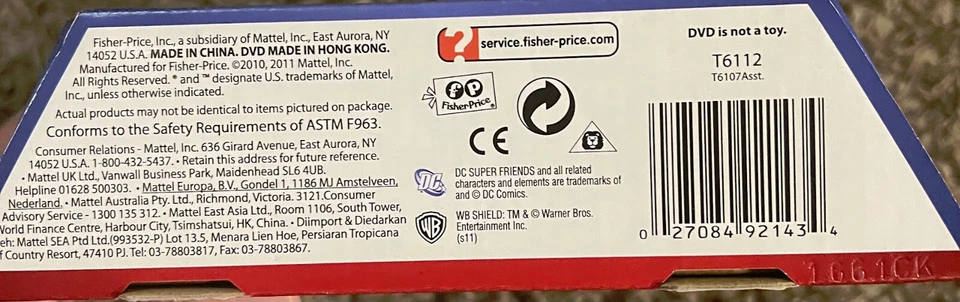 Fisher-Price, Inc., a subsidiary of Mattel, Inc., East Aurora, NY
14052 U.S.A. MADE IN CHINA. DVD MADE IN HONG KONG.
Manufactured for Fisher-Price. ©2010, 2011 Mattel, Inc.
All Rights Reserved. ® and ™ designate U.S. trademarks of Mattel,
Inc., unless otherwise indicated.
Actual products may not be identical to items pictured on package.
Conforms to the Safety Requirements of ASTM F963.
Consumer Relations - Mattel, Inc. 636 Girard Avenue, East Aurora, NY
14052 U.S.A. 1-800-432-5437. • Retain this address for future reference.
• Mattel UK Ltd., Vanwall Business Park, Maidenhead SL6 4UB.
Helpline 01628 500303. • Mattel Europa, B.V., Gondel 1, 1186 MJ Amstelveen,
Nederland. • Mattel Australia Pty. Ltd., Richmond, Victoria. 3121.Consumer
Advisory Service - 1300 135 312. • Mattel East Asia Ltd., Room 1106, South Tower,
World Finance Centre, Harbour City, Tsimshatsui, HK, China. • Diimport & Diedarkan
eh: Mattel SEA Ptd Ltd.(993532-P) Lot 13.5, Menara Lien Hoe, Persiaran Tropicana
f Country Resort, 47410 PJ. Tel: 03-78803817, Fax: 03-78803867.
? service.fisher-price.com
fp
Fisher-Price®
CE
DC
DC SUPER FRIENDS and all related
characters and elements are trademarks of
and © DC Comics.
WB
WB SHIELD: TM & © Warner Bros.
Entertainment Inc.
(s11)
DVD is not a toy.
T6112
T6107Asst.
0 27084 92143 4
1661CK